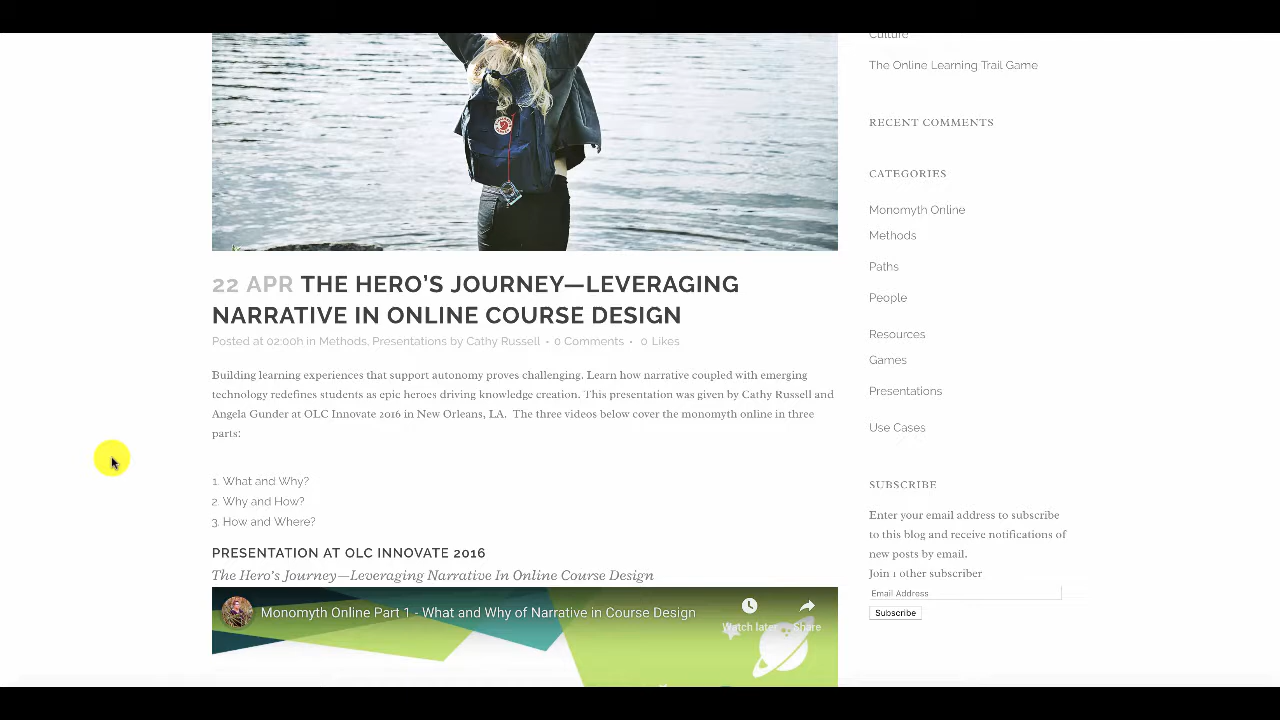 22 APR THE HERO'S JOURNEY—LEVERAGING
NARRATIVE IN ONLINE COURSE DESIGN
Posted at 02:00h in Methods, Presentations by Cathy Russell • 0 Comments • 0 Likes
Building learning experiences that support autonomy proves challenging. Learn how narrative coupled with emerging
technology redefines students as epic heroes driving knowledge creation. This presentation was given by Cathy Russell and
Angela Gunder at OLC Innovate 2016 in New Orleans, LA. The three videos below cover the monomyth online in three
parts:
1. What and Why?
2. Why and How?
3. How and Where?
PRESENTATION AT OLC INNOVATE 2016
The Hero's Journey—Leveraging Narrative In Online Course Design
Monomyth Online Part 1 - What and Why of Narrative in Course Design
Watch later
Share
Culture
The Online Learning Trail Game
RECENT COMMENTS
CATEGORIES
Monomyth Online
Methods
Paths
People
Resources
Games
Presentations
Use Cases
SUBSCRIBE
Enter your email address to subscribe
to this blog and receive notifications of
new posts by email.
Join 1 other subscriber
Email Address
Subscribe